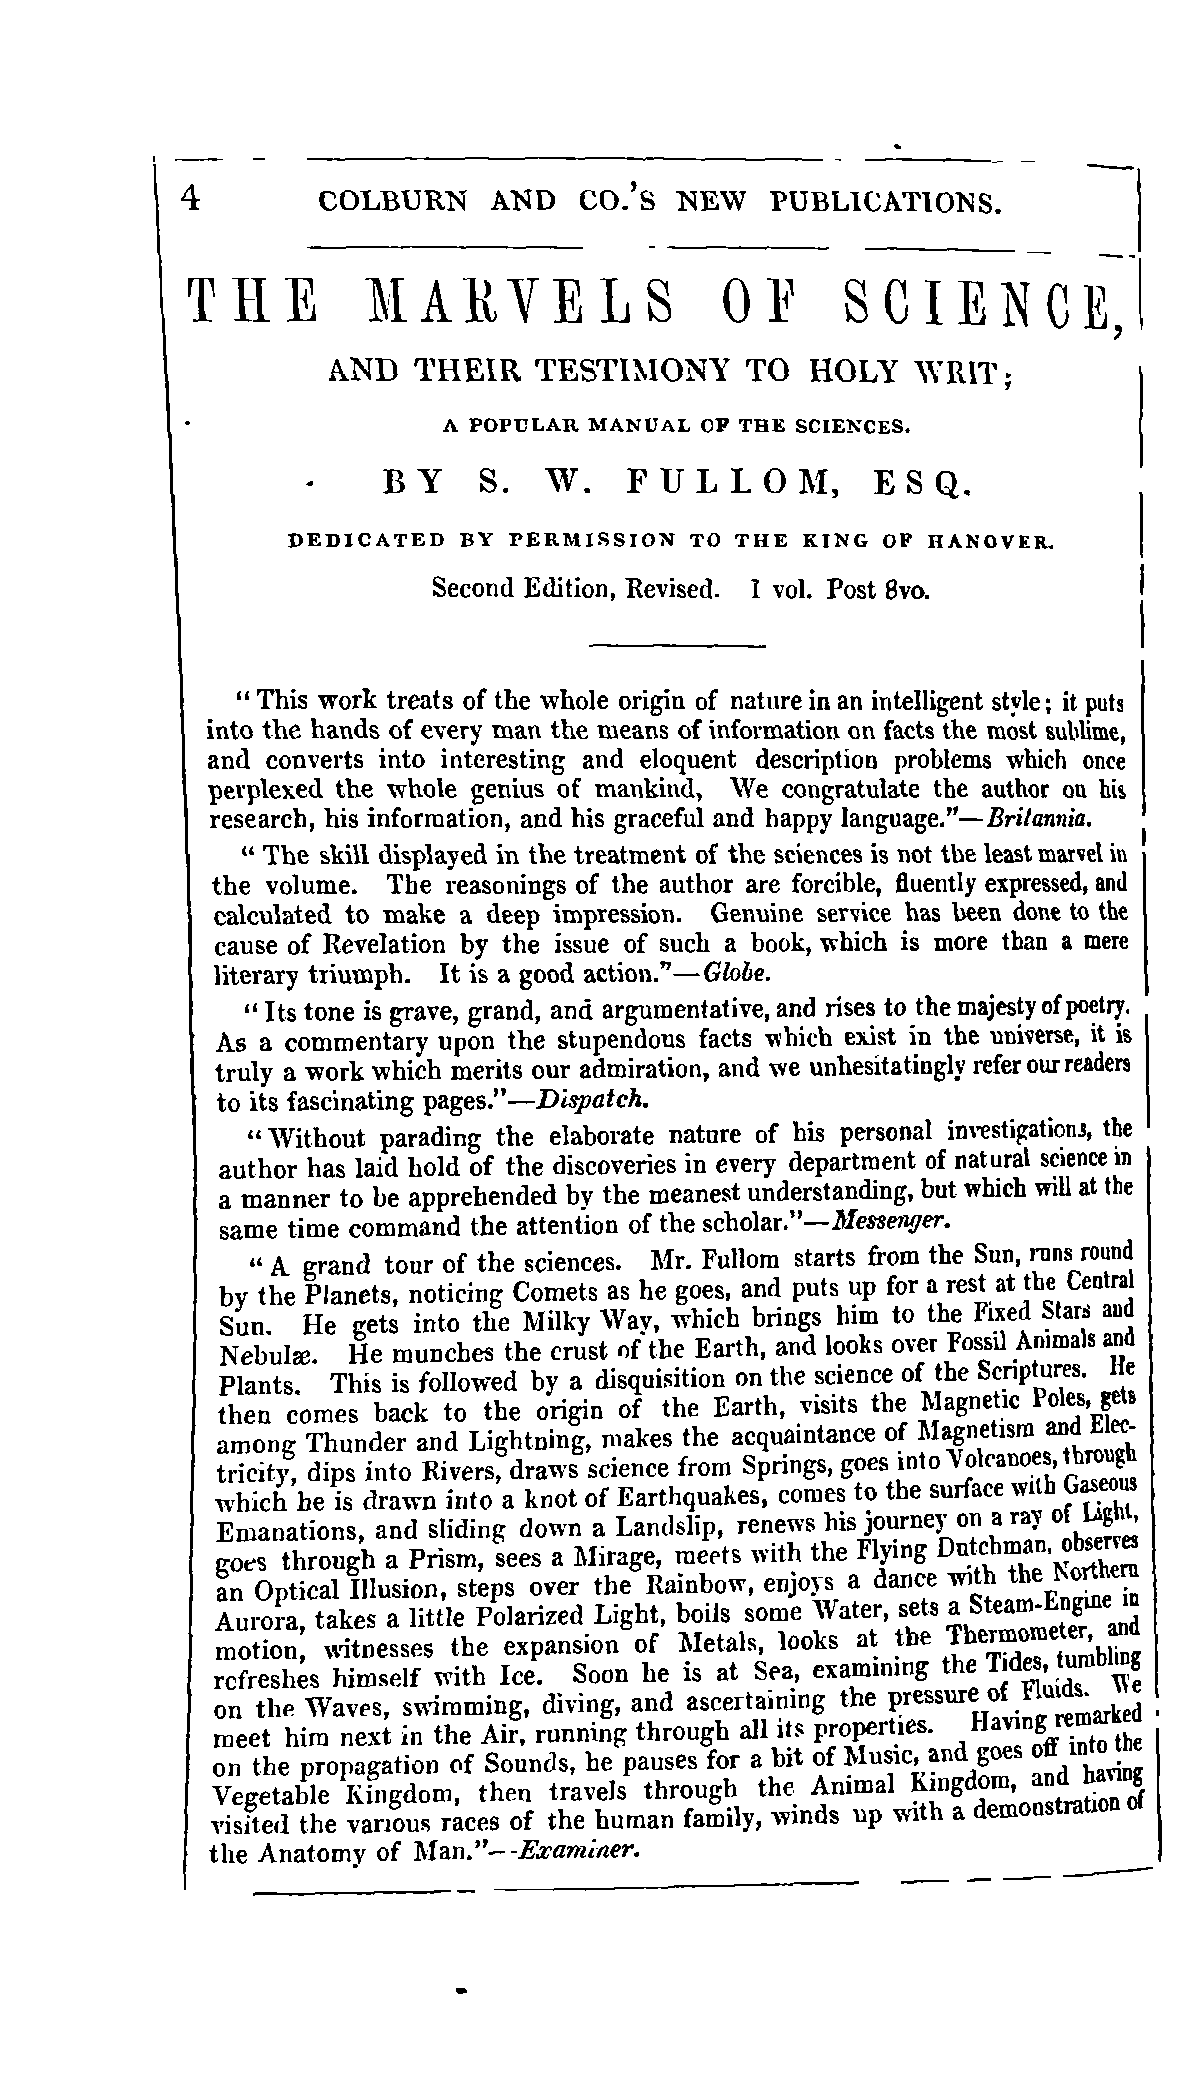 4 COLBURN AND CO.'S NEW PUBLICATIONS.
THE MARVELS OF SCIENCE,
AND THEIR TESTIMONY TO HOLY WRIT;
A POPULAR MANUAL OF THE SCIENCES.
BY S. W. FULLOM, ESQ.
DEDICATED BY PERMISSION TO THE KING OF HANOVER.
Second Edition, Revised. 1 vol. Post 8vo.
"This work treats of the whole origin of nature in an intelligent style; it puts
into the hands of every man the means of information on facts the most sublime,
and converts into interesting and eloquent description problems which once
perplexed the whole genius of mankind, We congratulate the author on his
research, his information, and his graceful and happy language."—Britannia.
"The skill displayed in the treatment of the sciences is not the least marvel in
the volume. The reasonings of the author are forcible, fluently expressed, and
calculated to make a deep impression. Genuine service has been done to the
cause of Revelation by the issue of such a book, which is more than a mere
literary triumph. It is a good action."—Globe.
"Its tone is grave, grand, and argumentative, and rises to the majesty of poetry.
As a commentary upon the stupendous facts which exist in the universe, it is
truly a work which merits our admiration, and we unhesitatingly refer our readers
to its fascinating pages."—Dispatch.
"Without parading the elaborate nature of his personal investigations, the
author has laid hold of the discoveries in every department of natural science in
a manner to be apprehended by the meanest understanding, but which will at the
same time command the attention of the scholar."—Messenger.
"A grand tour of the sciences. Mr. Fullom starts from the Sun, runs round
by the Planets, noticing Comets as he goes, and puts up for a rest at the Central
Sun. He gets into the Milky Way, which brings him to the Fixed Stars and
Nebulæ. He munches the crust of the Earth, and looks over Fossil Animals and
Plants. This is followed by a disquisition on the science of the Scriptures. He
then comes back to the origin of the Earth, visits the Magnetic Poles, gets
among Thunder and Lightning, makes the acquaintance of Magnetism and Elec-
tricity, dips into Rivers, draws science from Springs, goes into Volcanoes, through
which he is drawn into a knot of Earthquakes, comes to the surface with Gaseous
Emanations, and sliding down a Landslip, renews his journey on a ray of Light,
goes through a Prism, sees a Mirage, meets with the Flying Dutchman, observes
an Optical Illusion, steps over the Rainbow, enjoys a dance with the Northern
Aurora, takes a little Polarized Light, boils some Water, sets a Steam-Engine in
motion, witnesses the expansion of Metals, looks at the Thermometer, and
refreshes himself with Ice. Soon he is at Sea, examining the Tides, tumbling
on the Waves, swimming, diving, and ascertaining the pressure of Fluids. We
meet him next in the Air, running through all its properties. Having remarked
on the propagation of Sounds, he pauses for a bit of Music, and goes off into the
Vegetable Kingdom, then travels through the Animal Kingdom, and having
visited the various races of the human family, winds up with a demonstration of
the Anatomy of Man."--Examiner.